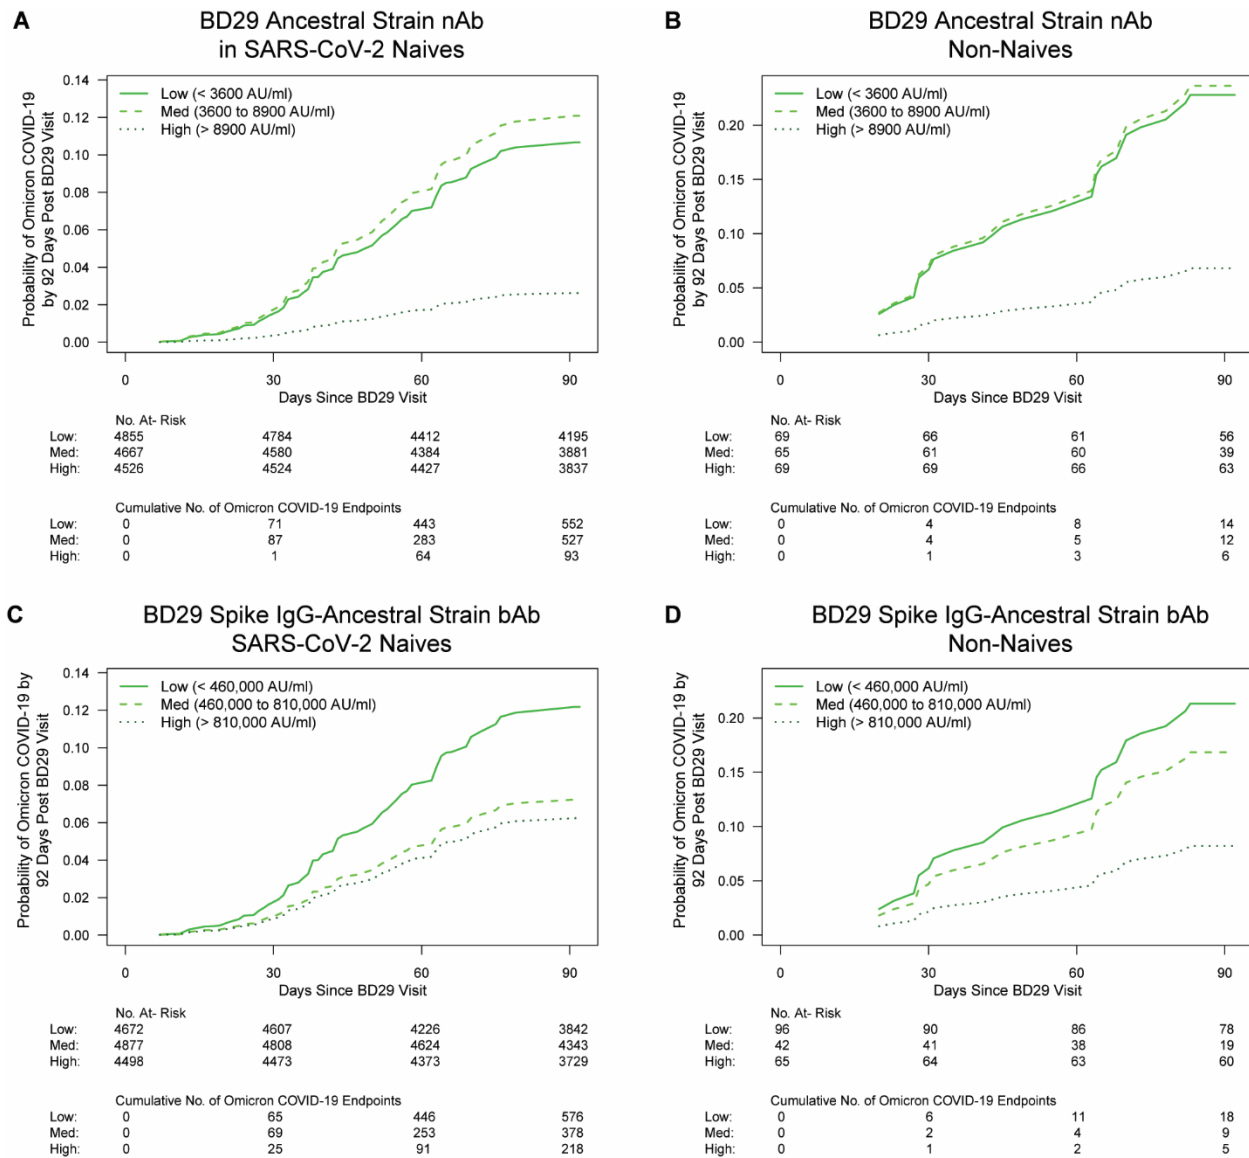 A
BD29 Ancestral Strain nAb
in SARS-CoV-2 Naives
Probability of Omicron COVID-19
by 92 Days Post BD29 Visit
0.14
0.12
0.10
0.08
0.06
0.04
0.02
0.00
Low (< 3600 AU/ml)
Med (3600 to 8900 AU/ml)
High (> 8900 AU/ml)
0 30 60 90
Days Since BD29 Visit
No. At- Risk
Low: 4855 4784 4412 4195
Med: 4667 4580 4384 3881
High: 4526 4524 4427 3837
Cumulative No. of Omicron COVID-19 Endpoints
Low: 0 71 443 552
Med: 0 87 283 527
High: 0 1 64 93
B
BD29 Ancestral Strain nAb
Non-Naives
Probability of Omicron COVID-19
by 92 Days Post BD29 Visit
0.20
0.15
0.10
0.05
0.00
Low (< 3600 AU/ml)
Med (3600 to 8900 AU/ml)
High (> 8900 AU/ml)
0 30 60 90
Days Since BD29 Visit
No. At- Risk
Low: 69 66 61 56
Med: 65 61 60 39
High: 69 69 66 63
Cumulative No. of Omicron COVID-19 Endpoints
Low: 0 4 8 14
Med: 0 4 5 12
High: 0 1 3 6
C
BD29 Spike IgG-Ancestral Strain bAb
SARS-CoV-2 Naives
Probability of Omicron COVID-19 by
92 Days Post BD29 Visit
0.14
0.12
0.10
0.08
0.06
0.04
0.02
0.00
Low (< 460,000 AU/ml)
Med (460,000 to 810,000 AU/ml)
High (> 810,000 AU/ml)
0 30 60 90
Days Since BD29 Visit
No. At- Risk
Low: 4672 4607 4226 3842
Med: 4877 4808 4624 4343
High: 4498 4473 4373 3729
Cumulative No. of Omicron COVID-19 Endpoints
Low: 0 65 446 576
Med: 0 69 253 378
High: 0 25 91 218
D
BD29 Spike IgG-Ancestral Strain bAb
Non-Naives
Probability of Omicron COVID-19 by
92 Days Post BD29 Visit
0.20
0.15
0.10
0.05
0.00
Low (< 460,000 AU/ml)
Med (460,000 to 810,000 AU/ml)
High (> 810,000 AU/ml)
0 30 60 90
Days Since BD29 Visit
No. At- Risk
Low: 96 90 86 78
Med: 42 41 38 19
High: 65 64 63 60
Cumulative No. of Omicron COVID-19 Endpoints
Low: 0 6 11 18
Med: 0 2 4 9
High: 0 1 2 5